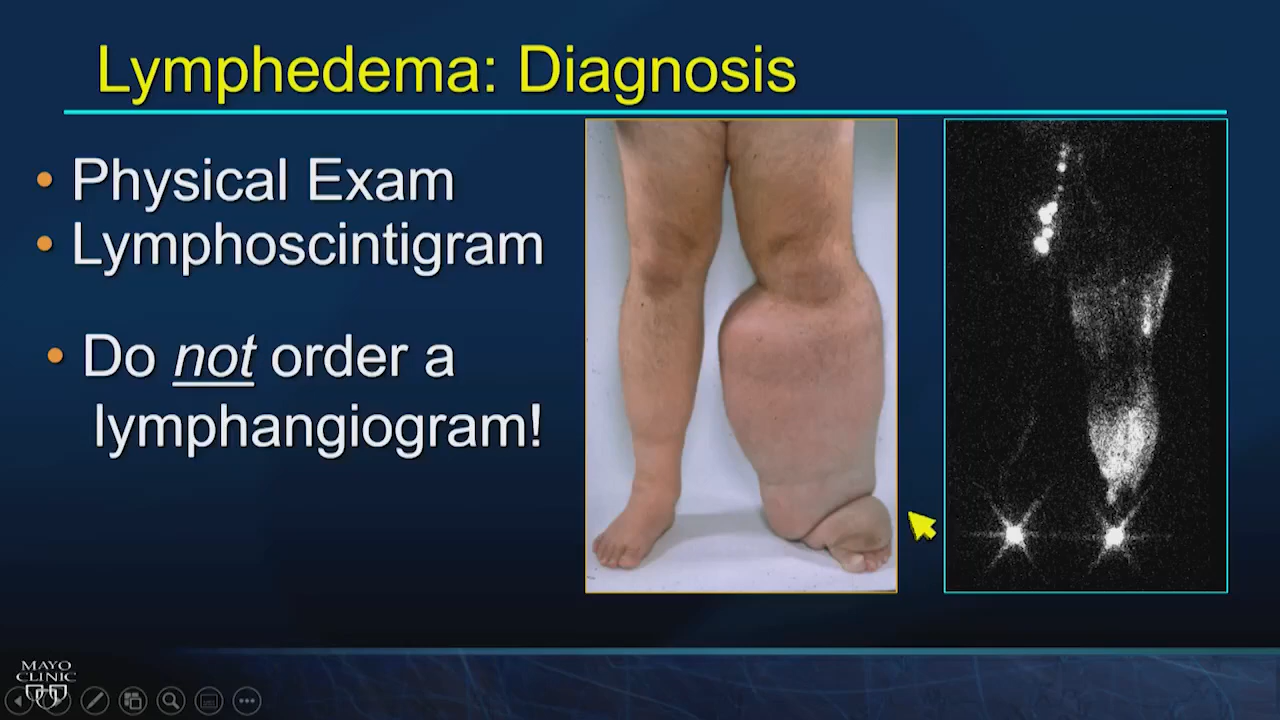 Lymphedema: Diagnosis
• Physical Exam
• Lymphoscintigram
• Do not order a
lymphangiogram!
MAYO
CLINIC